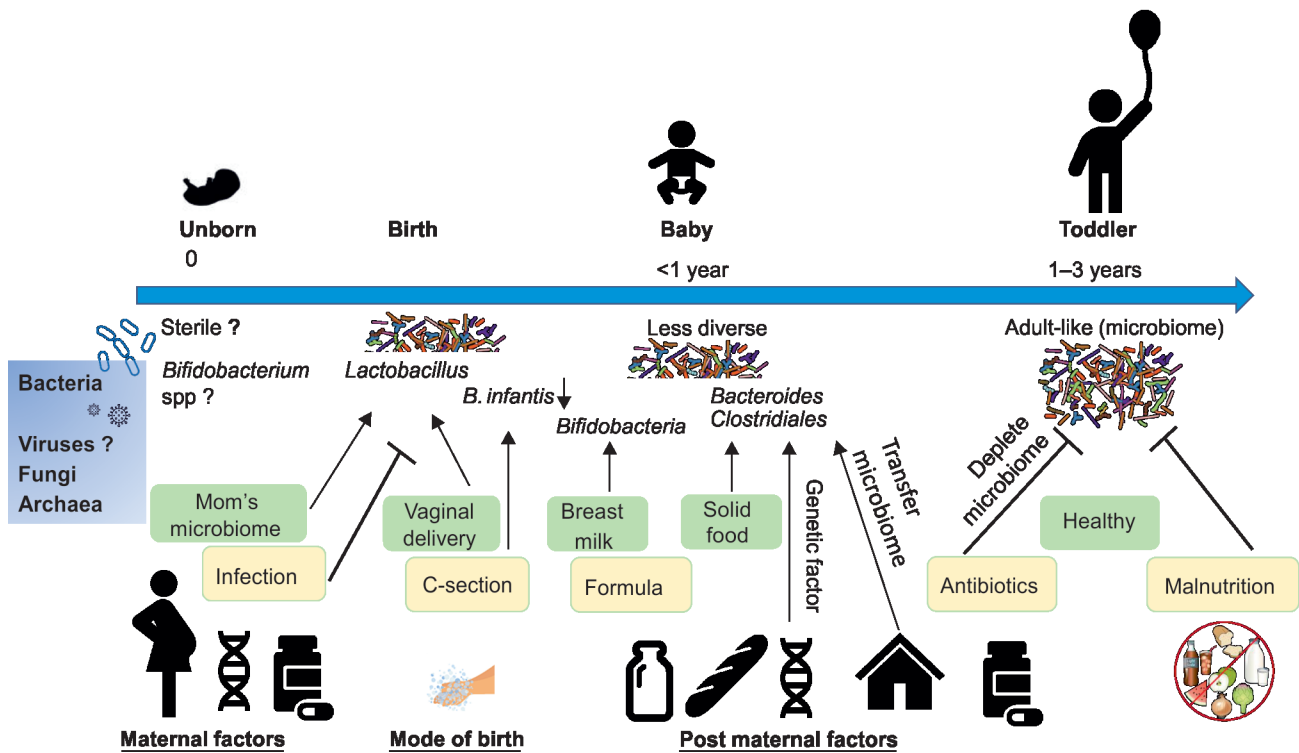 Unborn
Birth
Baby
Toddler
0
<1 year
1–3 years
Sterile ?
Less diverse
Adult-like (microbiome)
Bacteria
Viruses ?
Fungi
Archaea
Bifidobacterium
spp ?
Lactobacillus
B. infantis
Bifidobacteria
Bacteroides
Clostridiales
Deplete
microbiome
Transfer
microbiome
Genetic factor
Mom's
microbiome
Infection
Vaginal
delivery
C-section
Breast
milk
Formula
Solid
food
Healthy
Antibiotics
Malnutrition
Maternal factors
Mode of birth
Post maternal factors